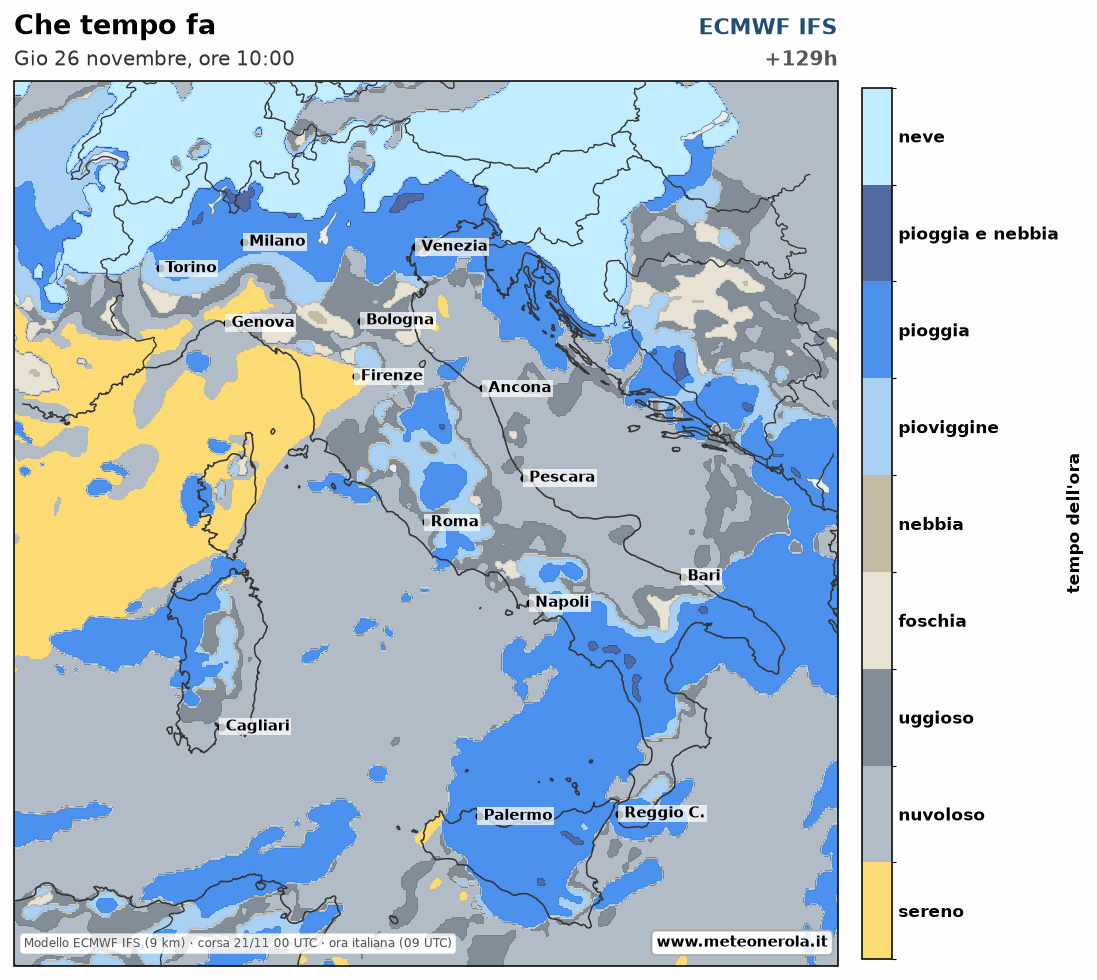 Che tempo fa
ECMWF IFS
Gio 26 novembre, ore 10:00
+129h
neve
pioggia e nebbia
pioggia
pioviggine
nebbia
foschia
uggioso
nuvoloso
sereno
tempo dell'ora
Milano
Venezia
Torino
Genova
Bologna
Firenze
Ancona
Pescara
Roma
Bari
Napoli
Cagliari
Palermo
Reggio C.
Modello ECMWF IFS (9 km) · corsa 21/11 00 UTC · ora italiana (09 UTC)
www.meteonerola.it